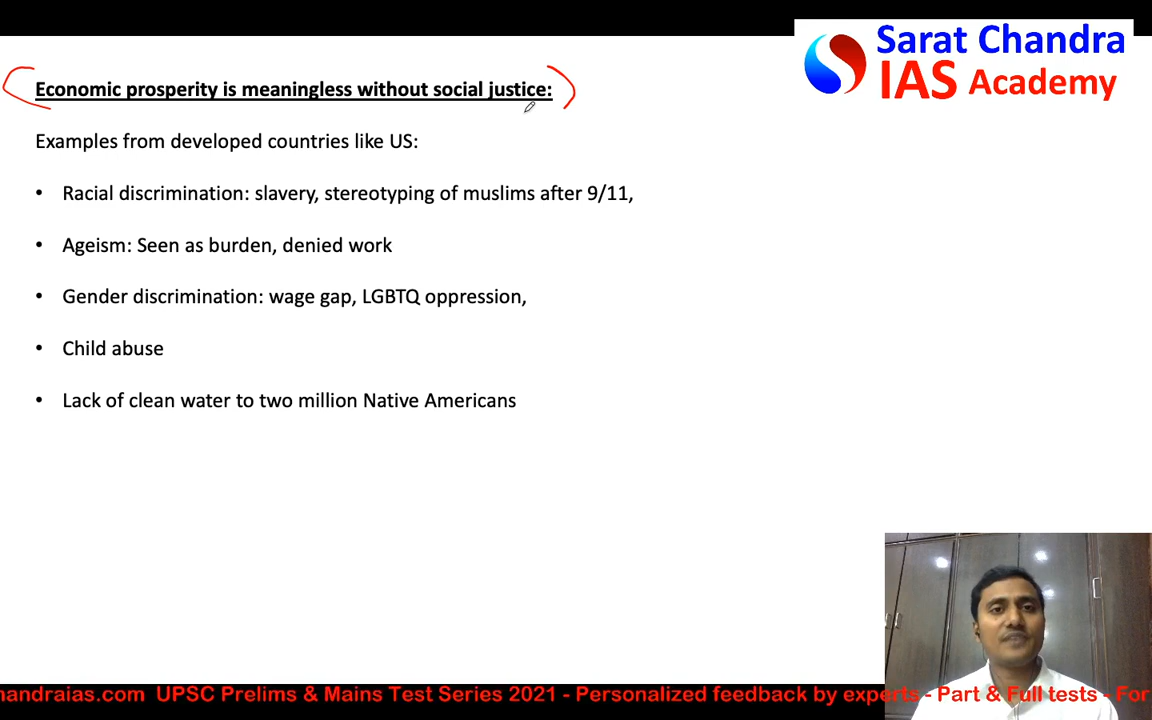 Sarat Chandra
IAS Academy
Economic prosperity is meaningless without social justice:
Examples from developed countries like US:
• Racial discrimination: slavery, stereotyping of muslims after 9/11,
• Ageism: Seen as burden, denied work
• Gender discrimination: wage gap, LGBTQ oppression,
• Child abuse
• Lack of clean water to two million Native Americans
handraias.com UPSC Prelims & Mains Test Series 2021 - Personalized feedback by experts - Part & Full tests - For